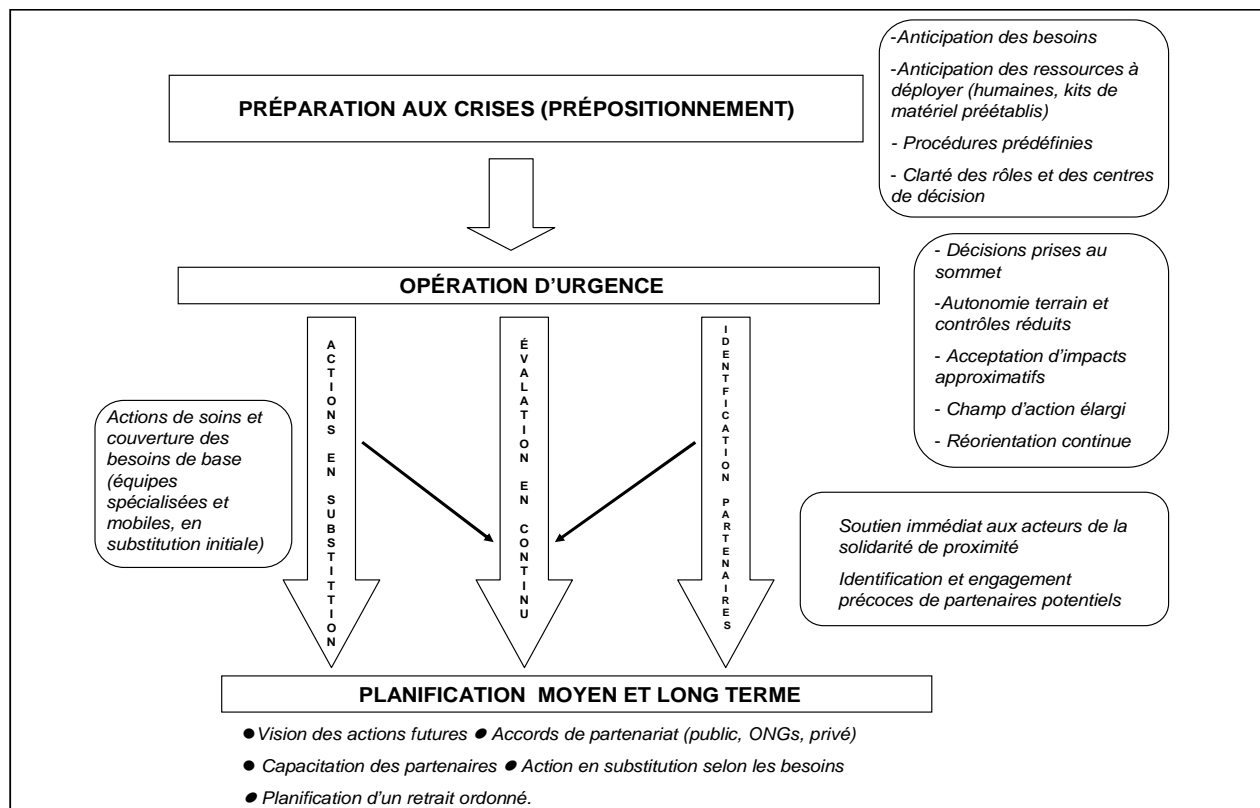 PRÉPARATION AUX CRISES (PRÉPOSITIONNEMENT)
-Anticipation des besoins
-Anticipation des ressources à
déployer (humaines, kits de
matériel préétablis)
- Procédures prédéfinies
- Clarté des rôles et des centres
de décision
OPÉRATION D’URGENCE
- Décisions prises au
sommet
-Autonomie terrain et
contrôles réduits
- Acceptation d’impacts
approximatifs
- Champ d’action élargi
- Réorientation continue
Actions de soins et
couverture des
besoins de base
(équipes
spécialisées et
mobiles, en
substitution initiale)
ACTIONS EN SUBSTITTION
ÉVALATION EN CONTINU
IDENTFICATION PARTENAIRES
Soutien immédiat aux acteurs de la
solidarité de proximité
Identification et engagement
précoces de partenaires potentiels
PLANIFICATION MOYEN ET LONG TERME
● Vision des actions futures ● Accords de partenariat (public, ONGs, privé)
● Capacitation des partenaires ● Action en substitution selon les besoins
● Planification d’un retrait ordonné.